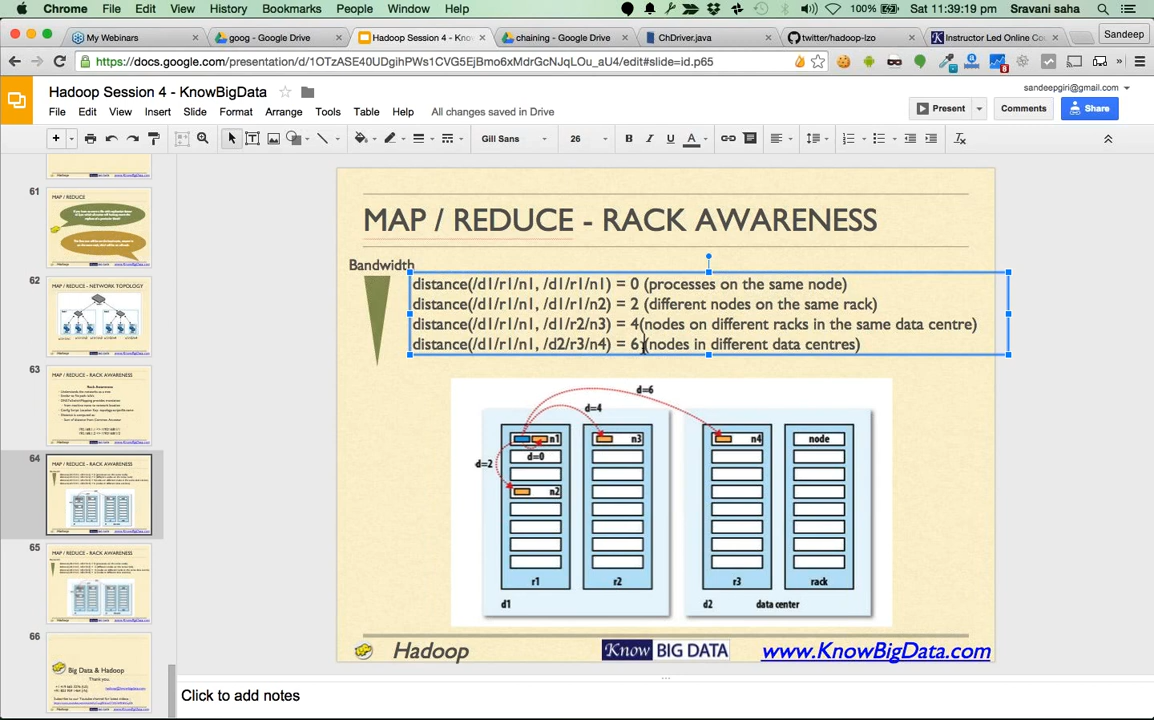 Chrome File Edit View History Bookmarks People Window Help 100% Sat 11:39:19 pm Sravani saha
My Webinars goog - Google Drive Hadoop Session 4 - Kno chaining - Google Drive ChDriver.java twitter/hadoop-lzo Instructor Led Online Co Sandeep
https://docs.google.com/presentation/d/1OTzASE40UDgihPWs1CVG5EjBmo6xMdrGcNJqLOu_aU4/edit#slide=id.p65
Hadoop Session 4 - KnowBigData sandeepgiri@gmail.com
File Edit View Insert Slide Format Arrange Tools Table Help All changes saved in Drive Present Comments Share
Gill Sans 26 B I U A
61
MAP / REDUCE
62
MAP / REDUCE - NETWORK TOPOLOGY
63
MAP / REDUCE - RACK AWARENESS
Rack Awareness
64
MAP / REDUCE - RACK AWARENESS
65
MAP / REDUCE - RACK AWARENESS
66
Big Data & Hadoop
Thank you.
MAP / REDUCE - RACK AWARENESS
Bandwidth
distance(/d1/r1/n1, /d1/r1/n1) = 0 (processes on the same node)
distance(/d1/r1/n1, /d1/r1/n2) = 2 (different nodes on the same rack)
distance(/d1/r1/n1, /d1/r2/n3) = 4(nodes on different racks in the same data centre)
distance(/d1/r1/n1, /d2/r3/n4) = 6 (nodes in different data centres)
d=6
d=4
n1 n3 n4 node
d=0
d=2
n2
r1 r2 r3 rack
d1 d2 data center
Hadoop Know BIG DATA www.KnowBigData.com
Click to add notes